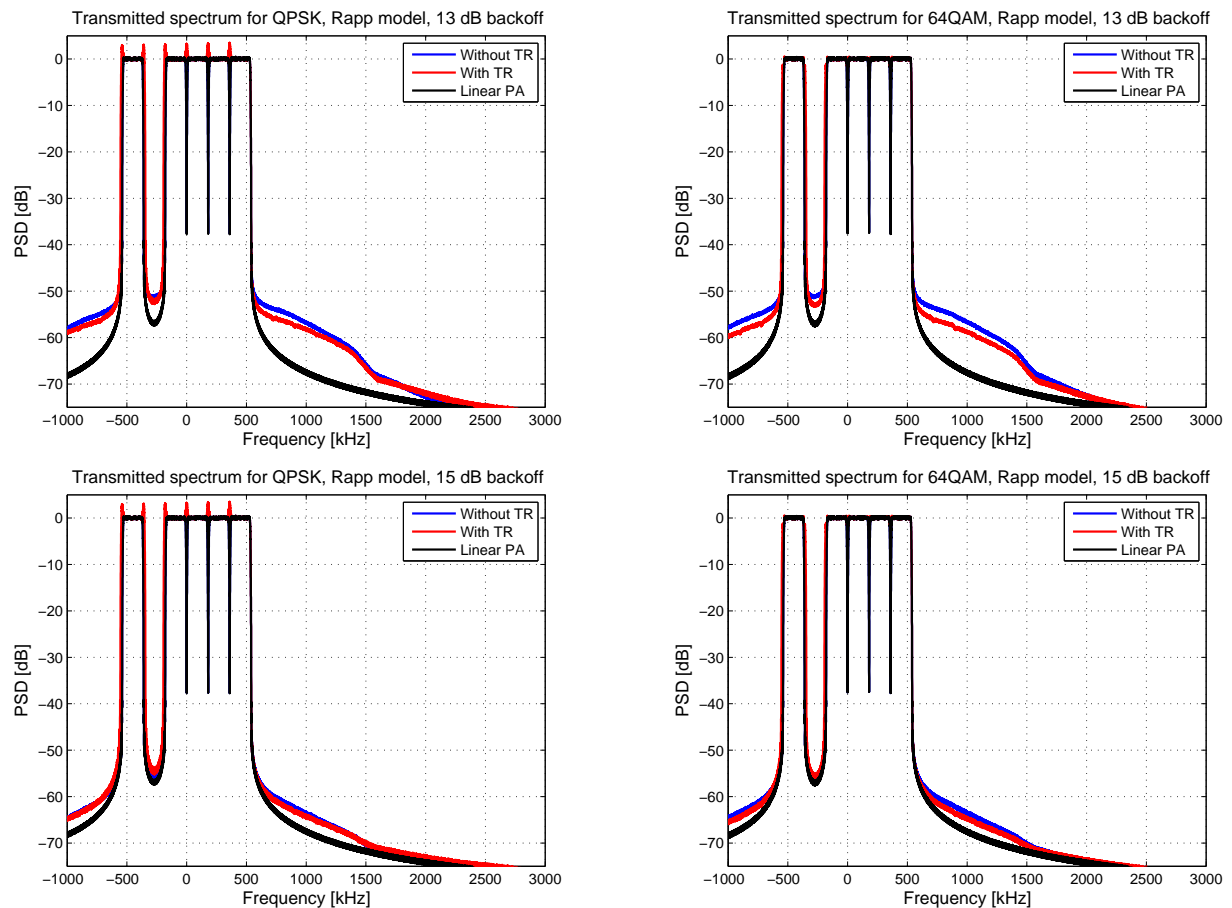 Transmitted spectrum for QPSK, Rapp model, 13 dB backoff
0
−10
−20
−30
−40
−50
−60
−70
PSD [dB]
Without TR
With TR
Linear PA
−1000 −500 0 500 1000 1500 2000 2500 3000
Frequency [kHz]
Transmitted spectrum for 64QAM, Rapp model, 13 dB backoff
0
−10
−20
−30
−40
−50
−60
−70
PSD [dB]
Without TR
With TR
Linear PA
−1000 −500 0 500 1000 1500 2000 2500 3000
Frequency [kHz]
Transmitted spectrum for QPSK, Rapp model, 15 dB backoff
0
−10
−20
−30
−40
−50
−60
−70
PSD [dB]
Without TR
With TR
Linear PA
−1000 −500 0 500 1000 1500 2000 2500 3000
Frequency [kHz]
Transmitted spectrum for 64QAM, Rapp model, 15 dB backoff
0
−10
−20
−30
−40
−50
−60
−70
PSD [dB]
Without TR
With TR
Linear PA
−1000 −500 0 500 1000 1500 2000 2500 3000
Frequency [kHz]